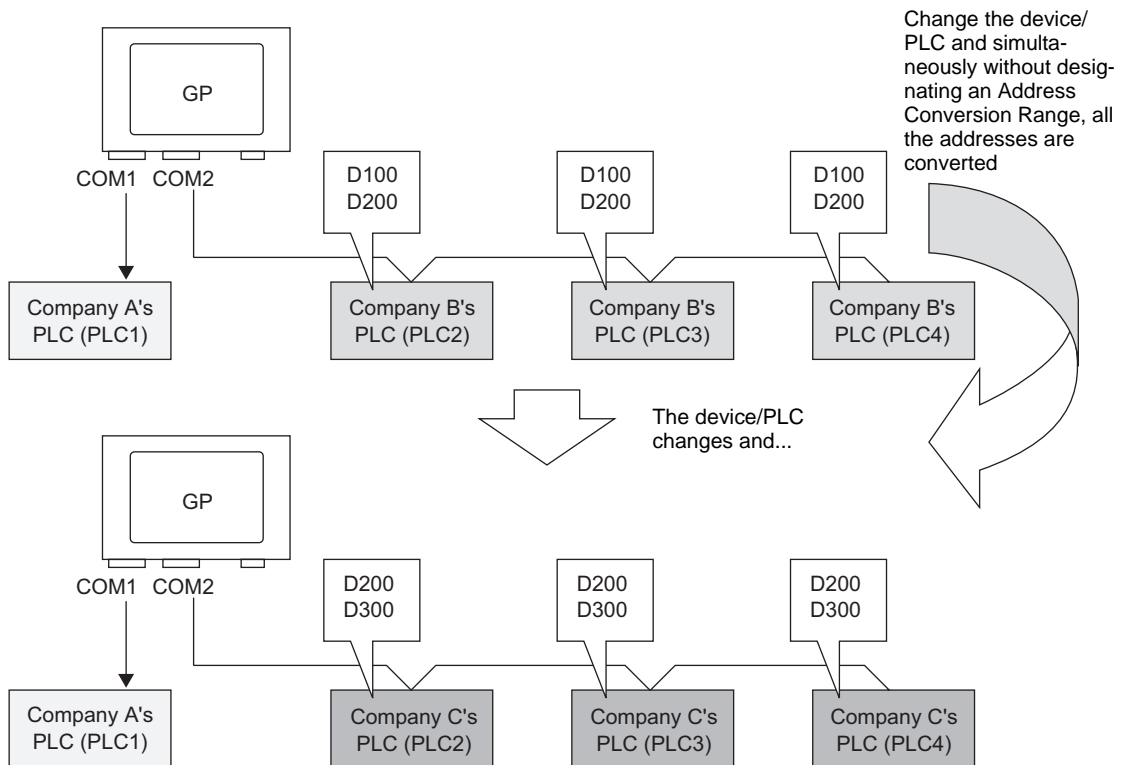 Change the device/
PLC and simulta-
neously without desig-
nating an Address
Conversion Range, all
the addresses are
converted
GP
COM1 COM2
D100
D200
D100
D200
D100
D200
Company A's
PLC (PLC1)
Company B's
PLC (PLC2)
Company B's
PLC (PLC3)
Company B's
PLC (PLC4)
The device/PLC
changes and...
GP
COM1 COM2
D200
D300
D200
D300
D200
D300
Company A's
PLC (PLC1)
Company C's
PLC (PLC2)
Company C's
PLC (PLC3)
Company C's
PLC (PLC4)